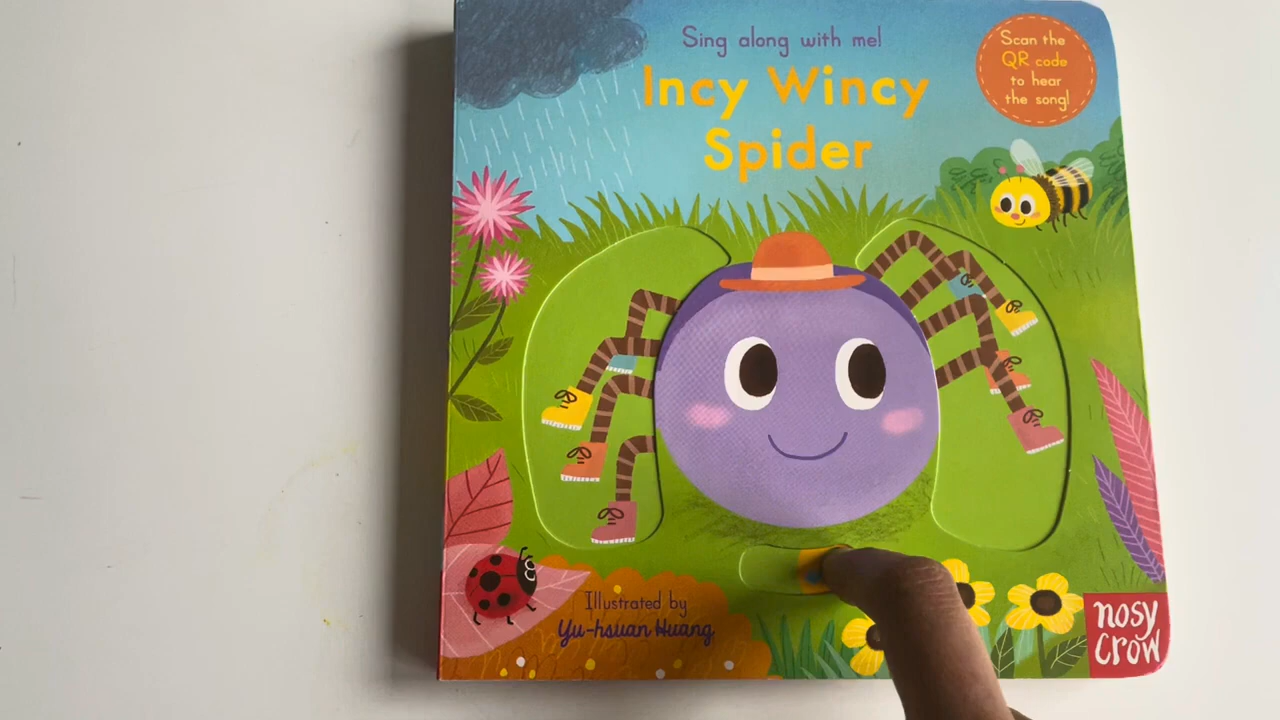 Sing along with me!
Incy Wincy
Spider
Scan the
QR code
to hear
the song!
Illustrated by
Yu-hsuan Huang
nosy
crow